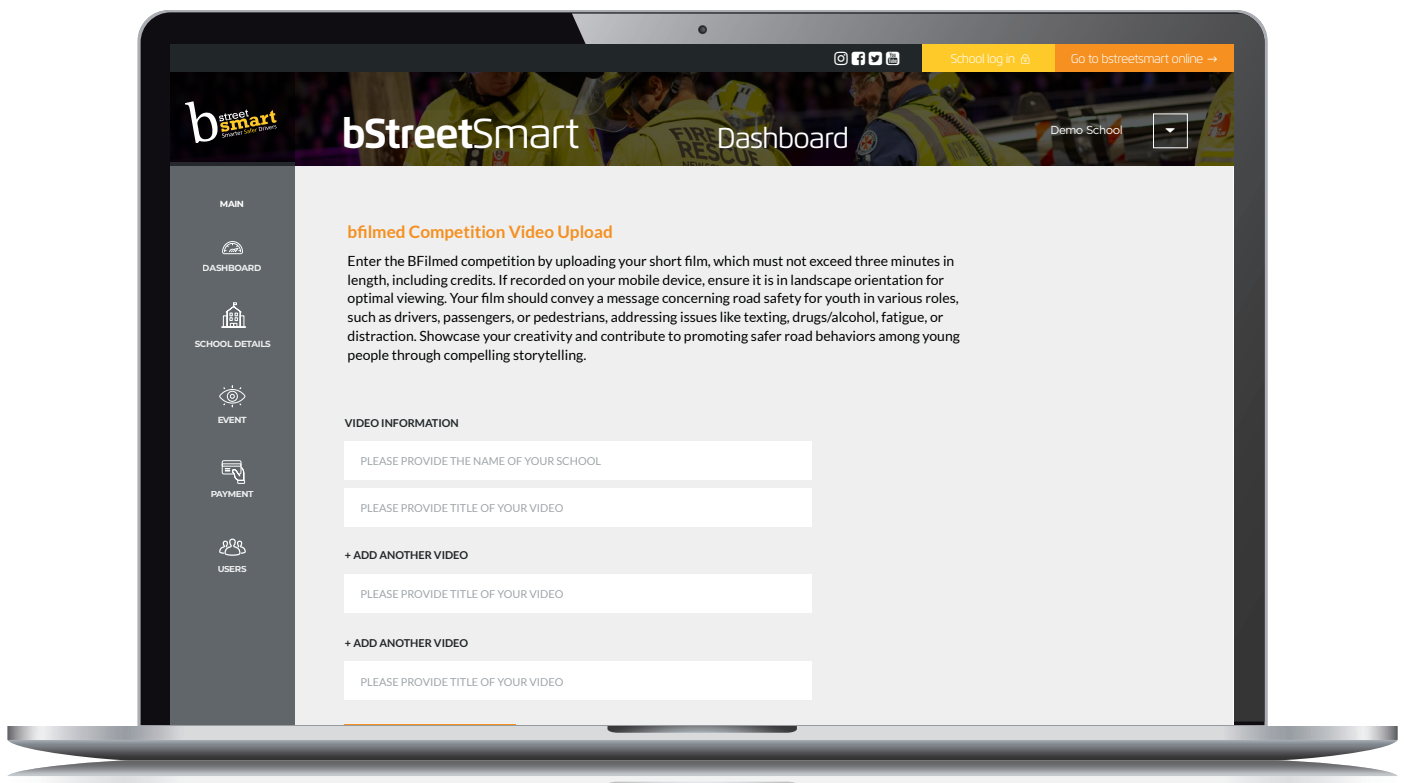 School log in
Go to bstreetsmart online →
b street smart
Smarter Safer Drivers
bStreetSmart
FIRE
RESCUE
Dashboard
Demo School
MAIN
DASHBOARD
SCHOOL DETAILS
EVENT
PAYMENT
USERS
bfilmed Competition Video Upload
Enter the BFilmed competition by uploading your short film, which must not exceed three minutes in
length, including credits. If recorded on your mobile device, ensure it is in landscape orientation for
optimal viewing. Your film should convey a message concerning road safety for youth in various roles,
such as drivers, passengers, or pedestrians, addressing issues like texting, drugs/alcohol, fatigue, or
distraction. Showcase your creativity and contribute to promoting safer road behaviors among young
people through compelling storytelling.
VIDEO INFORMATION
PLEASE PROVIDE THE NAME OF YOUR SCHOOL
PLEASE PROVIDE TITLE OF YOUR VIDEO
+ ADD ANOTHER VIDEO
PLEASE PROVIDE TITLE OF YOUR VIDEO
+ ADD ANOTHER VIDEO
PLEASE PROVIDE TITLE OF YOUR VIDEO